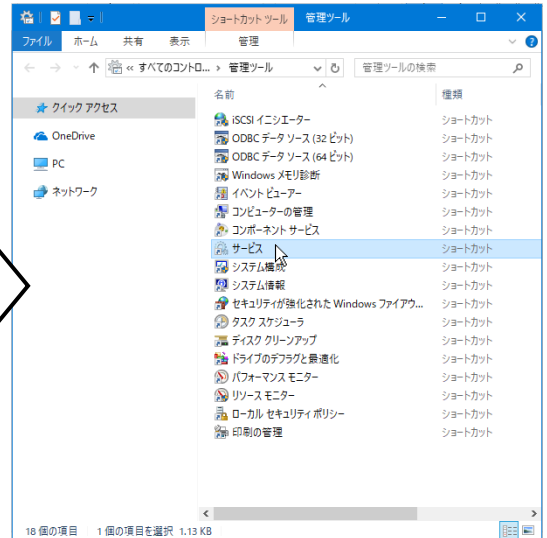 ショートカット ツール 管理ツール
ファイル ホーム 共有 表示 管理
« すべてのコントロ... › 管理ツール 管理ツールの検索
名前 種類
クイック アクセス
OneDrive
PC
ネットワーク
iSCSI イニシエーター ショートカット
ODBC データ ソース (32 ビット) ショートカット
ODBC データ ソース (64 ビット) ショートカット
Windows メモリ診断 ショートカット
イベント ビューアー ショートカット
コンピューターの管理 ショートカット
コンポーネント サービス ショートカット
サービス ショートカット
システム構成 ショートカット
システム情報 ショートカット
セキュリティが強化された Windows ファイアウ... ショートカット
タスク スケジューラ ショートカット
ディスク クリーンアップ ショートカット
ドライブのデフラグと最適化 ショートカット
パフォーマンス モニター ショートカット
リソース モニター ショートカット
ローカル セキュリティ ポリシー ショートカット
印刷の管理 ショートカット
18 個の項目 1 個の項目を選択 1.13 KB